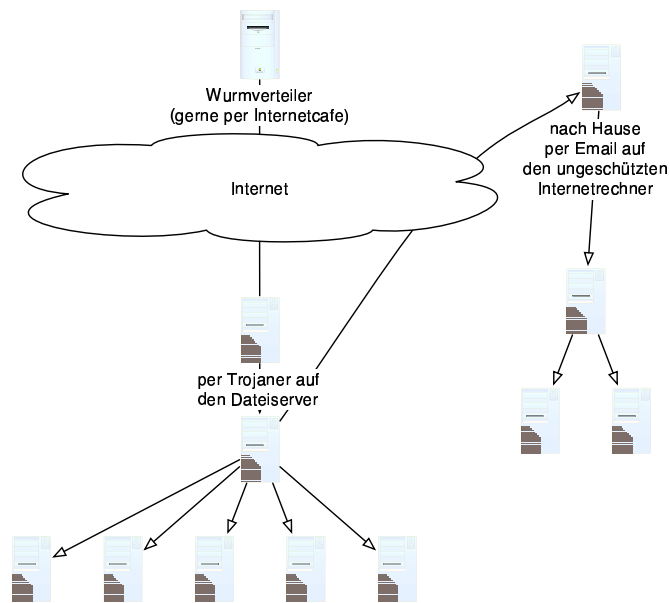 Wurmverteiler
(gerne per Internetcafe)
Internet
nach Hause
per Email auf
den ungeschützten
Internetrechner
per Trojaner auf
den Dateiserver